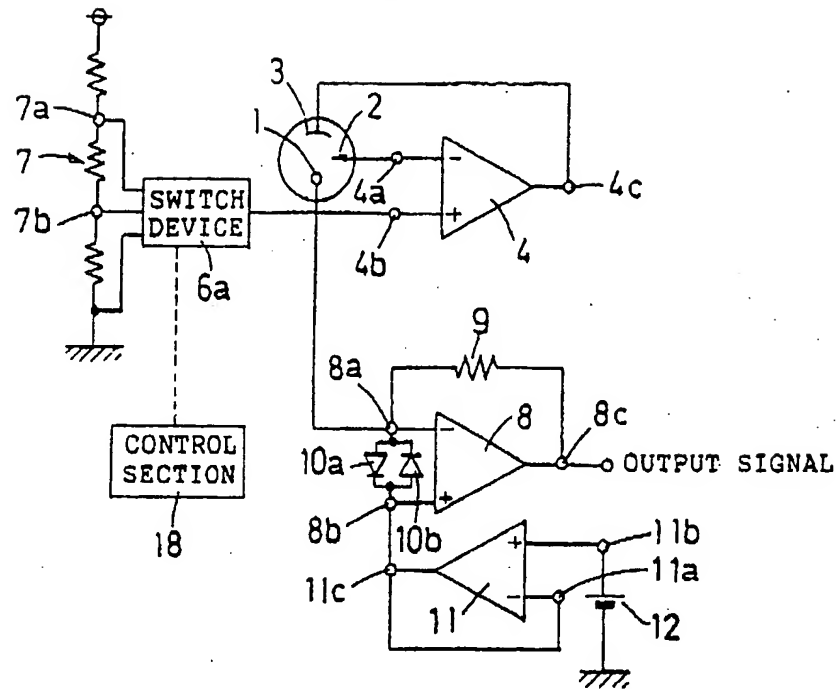 3
2
1
7a
7
7b
SWITCH
DEVICE
6a
4a
4b
4
4c
9
8a
8
8c
OUTPUT SIGNAL
CONTROL
SECTION
18
10a
10b
8b
11b
11a
11c
11
12
- 
+
-
+
+
-